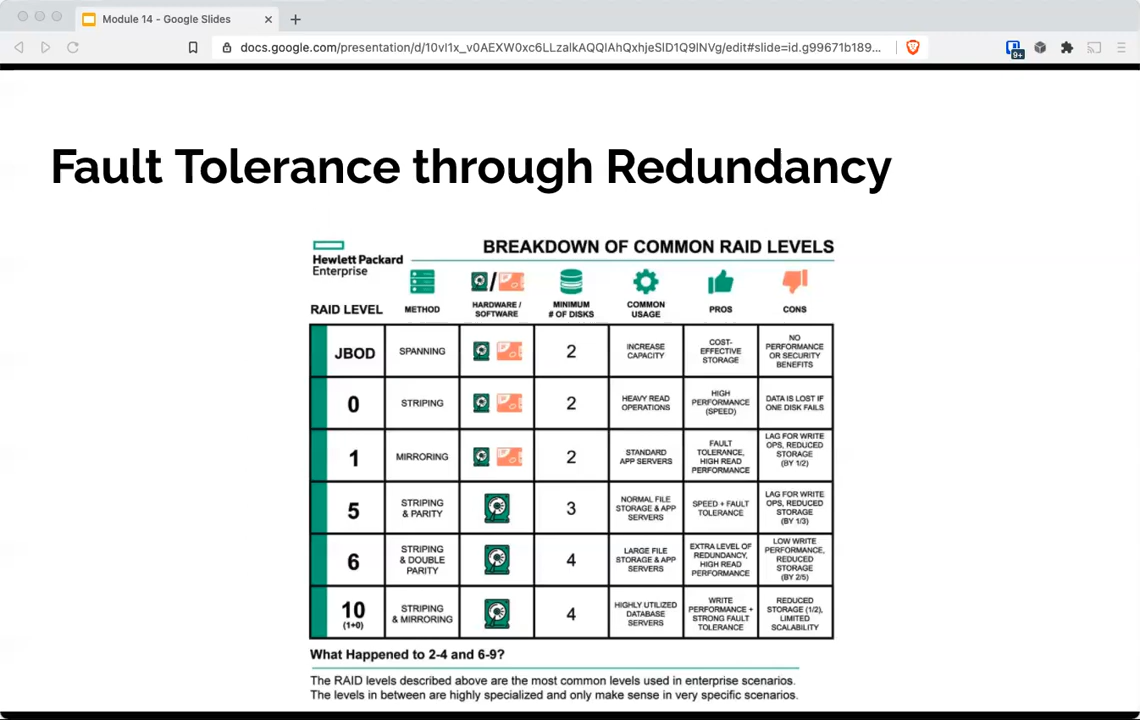 Module 14 - Google Slides
docs.google.com/presentation/d/10vl1x_v0AEXW0xc6LLzalkAQQlAhQxhjeSlD1Q9lNVg/edit#slide=id.g99671b189...
9+
Fault Tolerance through Redundancy
Hewlett Packard
Enterprise
BREAKDOWN OF COMMON RAID LEVELS
RAID LEVEL
METHOD
HARDWARE /
SOFTWARE
MINIMUM
# OF DISKS
COMMON
USAGE
PROS
CONS
JBOD
SPANNING
2
INCREASE
CAPACITY
COST-
EFFECTIVE
STORAGE
NO
PERFORMANCE
OR SECURITY
BENEFITS
0
STRIPING
2
HEAVY READ
OPERATIONS
HIGH
PERFORMANCE
(SPEED)
DATA IS LOST IF
ONE DISK FAILS
1
MIRRORING
2
STANDARD
APP SERVERS
FAULT
TOLERANCE,
HIGH READ
PERFORMANCE
LAG FOR WRITE
OPS, REDUCED
STORAGE
(BY 1/2)
5
STRIPING
& PARITY
3
NORMAL FILE
STORAGE & APP
SERVERS
SPEED + FAULT
TOLERANCE
LAG FOR WRITE
OPS, REDUCED
STORAGE
(BY 1/3)
6
STRIPING
& DOUBLE
PARITY
4
LARGE FILE
STORAGE & APP
SERVERS
EXTRA LEVEL OF
REDUNDANCY,
HIGH READ
PERFORMANCE
LOW WRITE
PERFORMANCE,
REDUCED
STORAGE
(BY 2/5)
10
(1+0)
STRIPING
& MIRRORING
4
HIGHLY UTILIZED
DATABASE
SERVERS
WRITE
PERFORMANCE +
STRONG FAULT
TOLERANCE
REDUCED
STORAGE (1/2),
LIMITED
SCALABILITY
What Happened to 2-4 and 6-9?
The RAID levels described above are the most common levels used in enterprise scenarios.
The levels in between are highly specialized and only make sense in very specific scenarios.